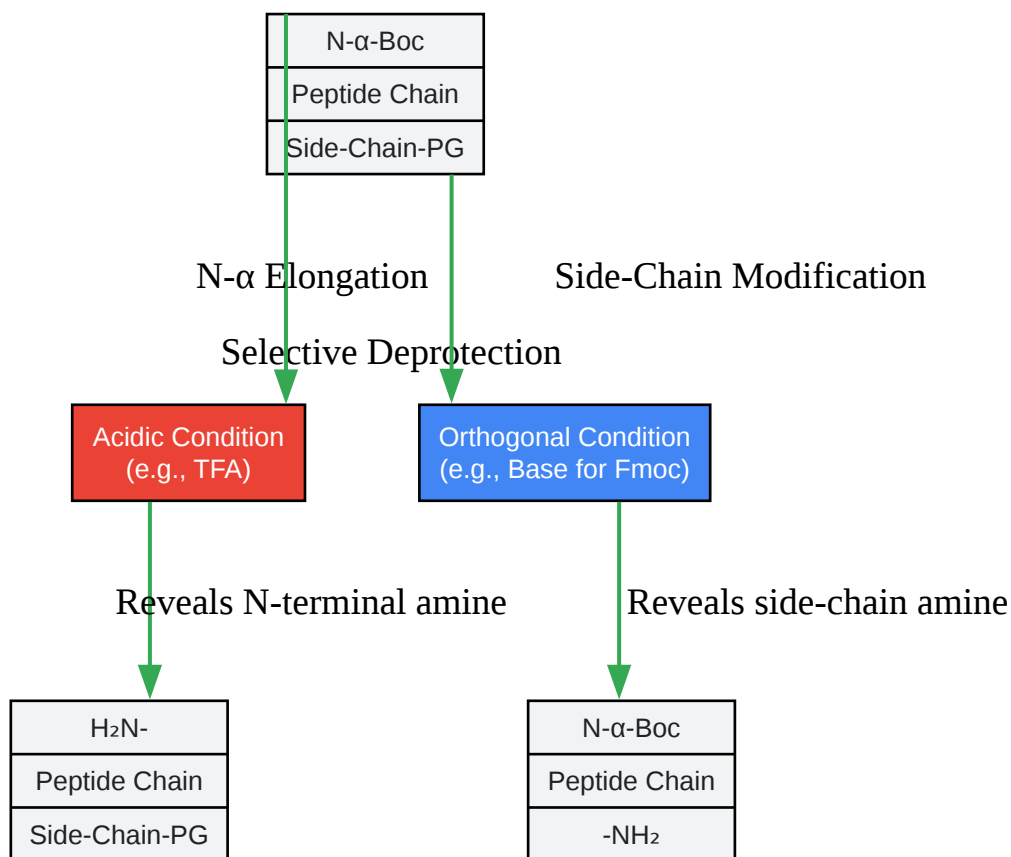 N-α-Boc
Peptide Chain
Side-Chain-PG
N-α Elongation
Side-Chain Modification
Selective Deprotection
Acidic Condition
(e.g., TFA)
Orthogonal Condition
(e.g., Base for Fmoc)
Reveals N-terminal amine
Reveals side-chain amine
H₂N-
Peptide Chain
Side-Chain-PG
N-α-Boc
Peptide Chain
-NH₂